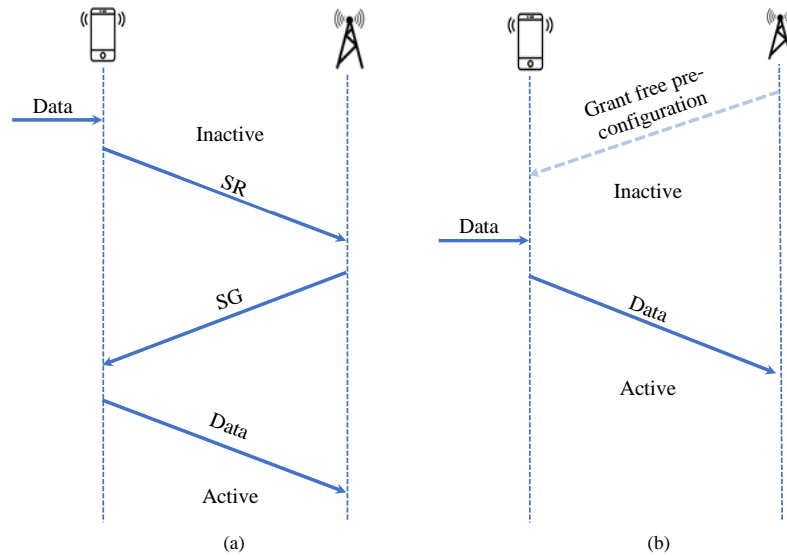 Data
Inactive
SR
SG
Data
Active
(a)
Grant free pre-
configuration
Inactive
Data
Data
Active
(b)